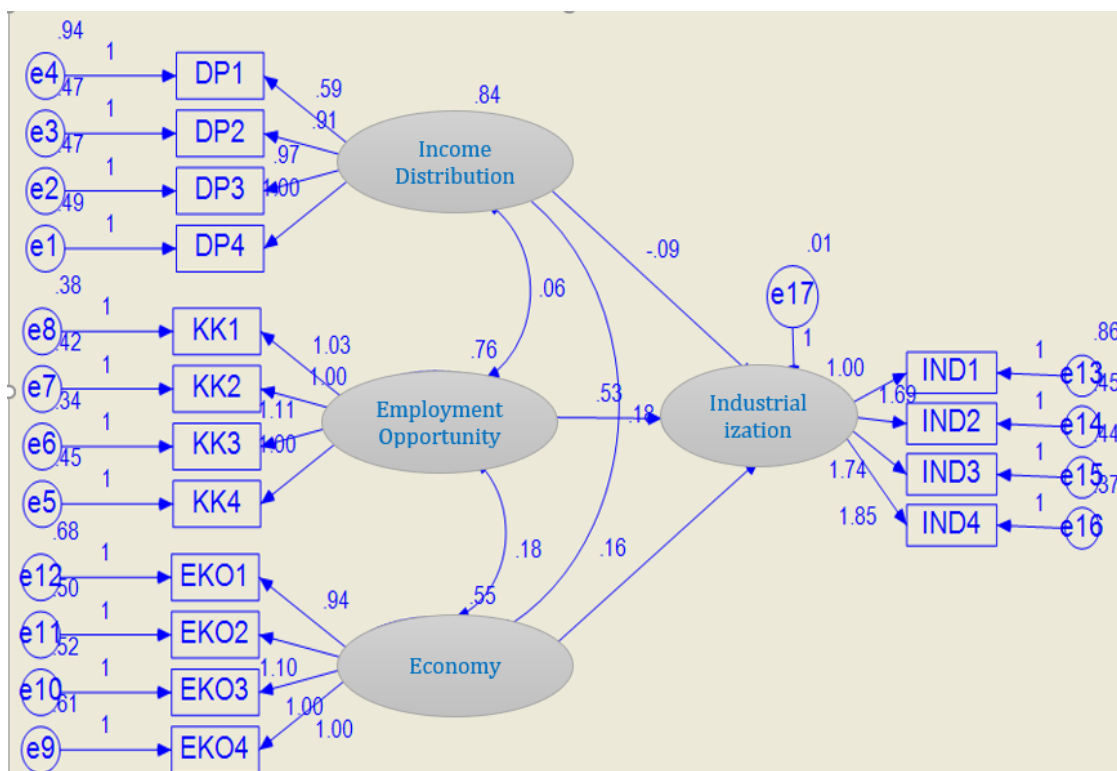 .94
e4 1 DP1
.59
.84
.47
e3 1 DP2
.91
Income
Distribution
.47
e2 1 DP3
.97
1.00
.49
e1 1 DP4
-.09
.01
e17
1
.06
.38
e8 1 KK1
1.03
.76
.42
e7 1 KK2
1.00
Employment
Opportunity
.34
e6 1 KK3
1.11
1.00
.45
e5 1 KK4
.53
.18
Industrial
ization
1.00
IND1 1 e13
.86
1.69
IND2 1 e14
.45
1.74
IND3 1 e15
.44
1.85
IND4 1 e16
.37
.18
.16
.68
e12 1 EKO1
.94
.55
.50
e11 1 EKO2
1.10
Economy
.52
e10 1 EKO3
1.00
.61
e9 1 EKO4
1.00